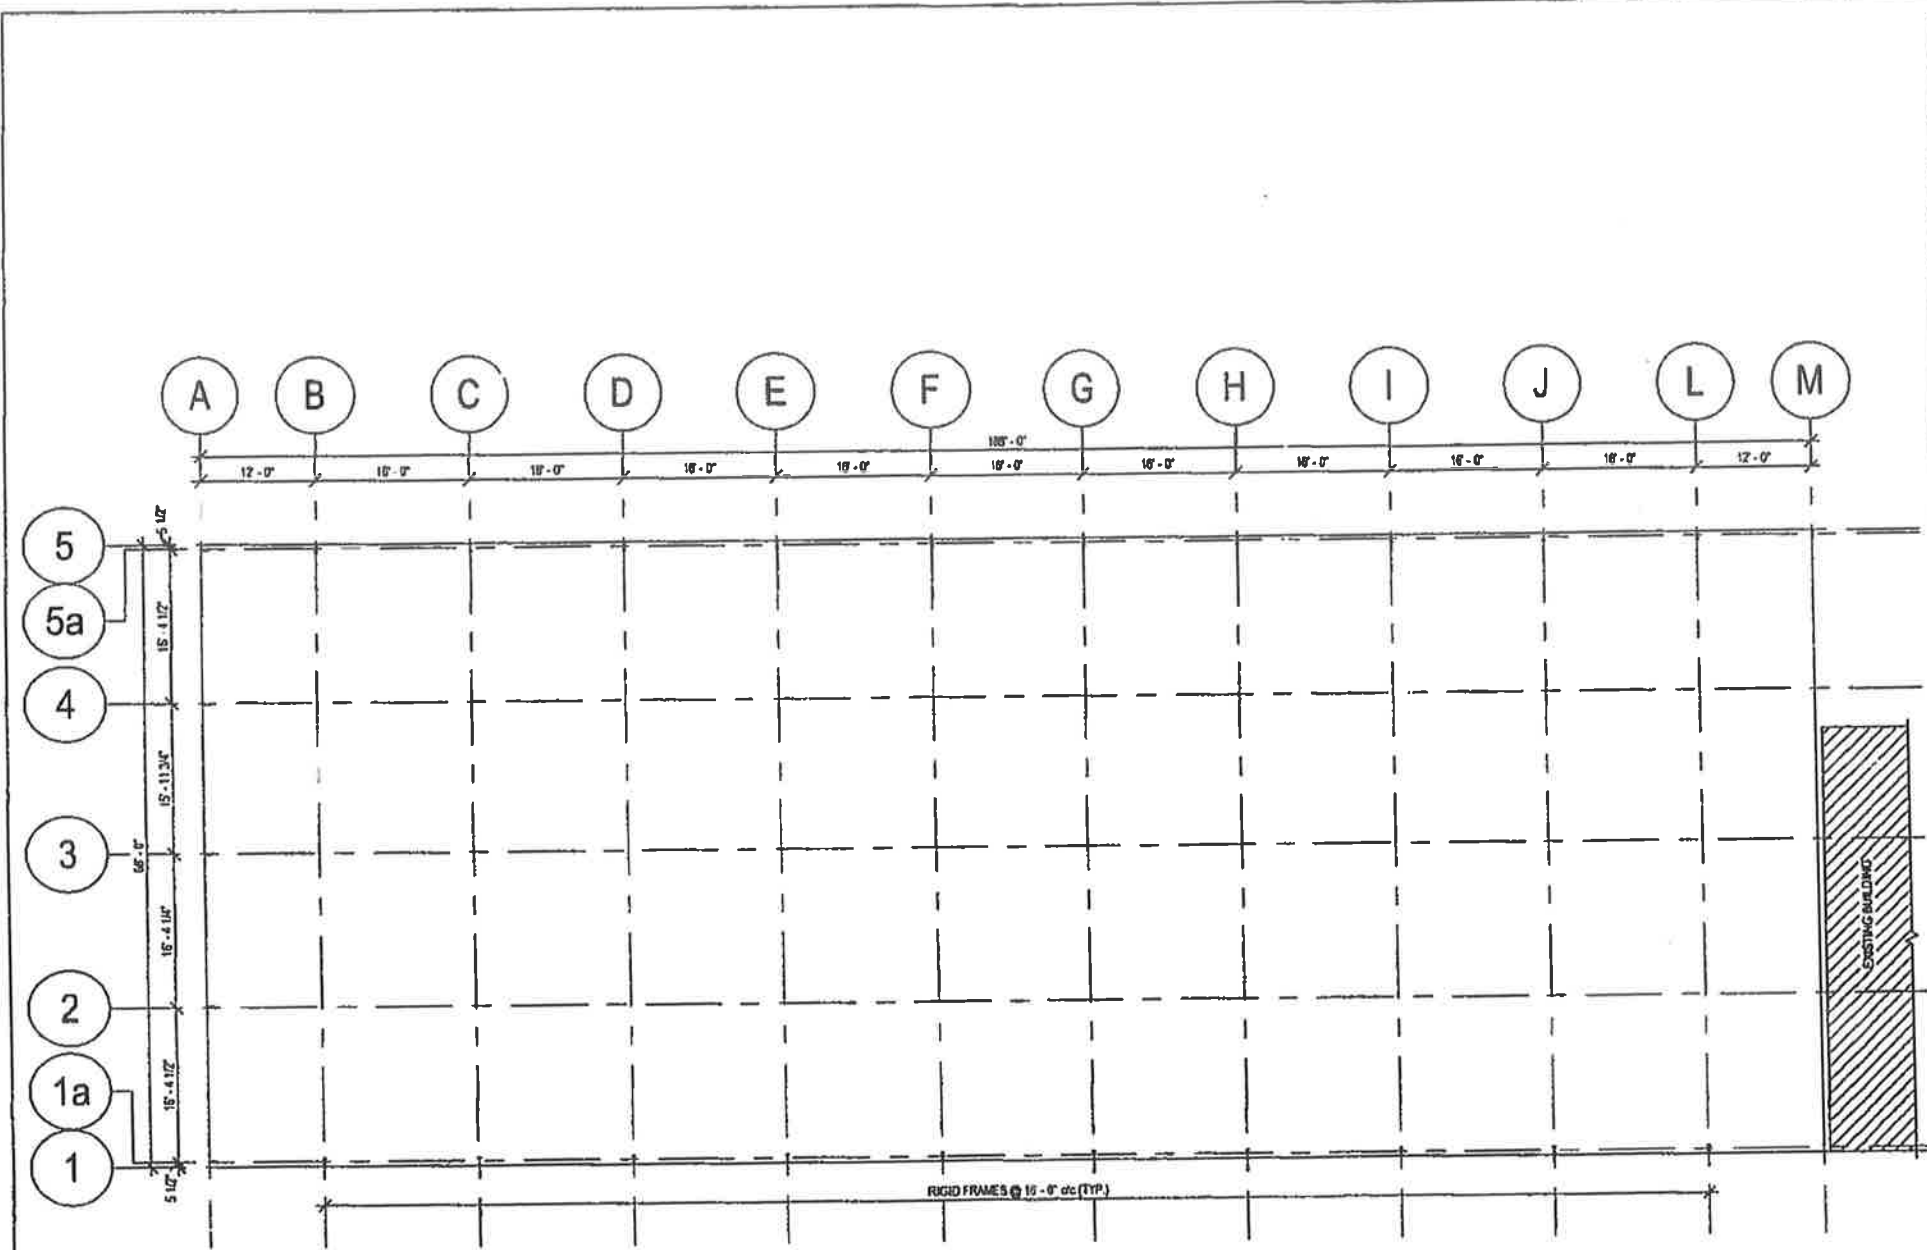 A B C D E F G H I J L M
168'-0"
12'-0" 16'-0" 16'-0" 16'-0" 16'-0" 16'-0" 16'-0" 16'-0" 16'-0" 16'-0" 12'-0"
5
5 1/2"
5a
16'-4 1/2"
4
15'-11 3/4"
3
66'-0"
16'-4 1/4"
2
16'-4 1/2"
1a
1
5 1/2"
EXISTING BUILDING
RIGID FRAMES @ 16'-0" o/c (TYP.)